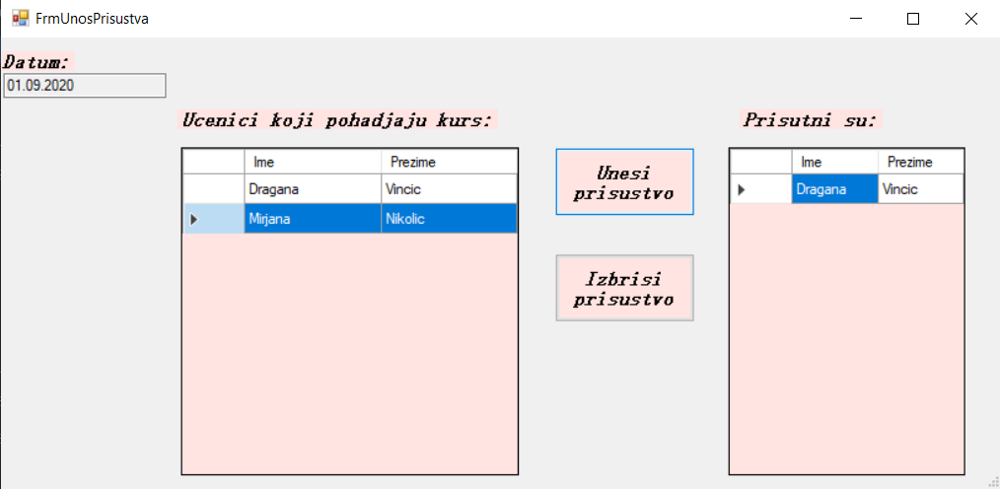 FrmUnosPrisustva
Datum:
01.09.2020
Ucenici koji pohadjaju kurs:
Ime Prezime
Dragana Vincic
Mirjana Nikolic
Unesi
prisustvo
Izbrisi
prisustvo
Prisutni su:
Ime Prezime
Dragana Vincic